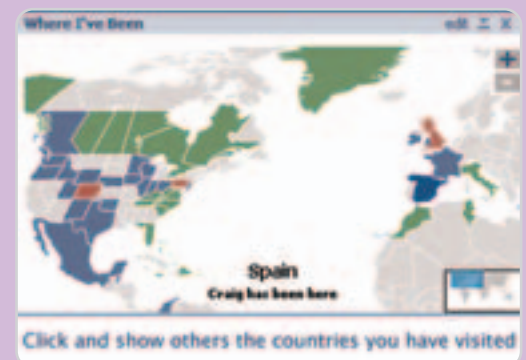 Where I've Been edit X
Spain
Craig has been here
Click and show others the countries you have visited